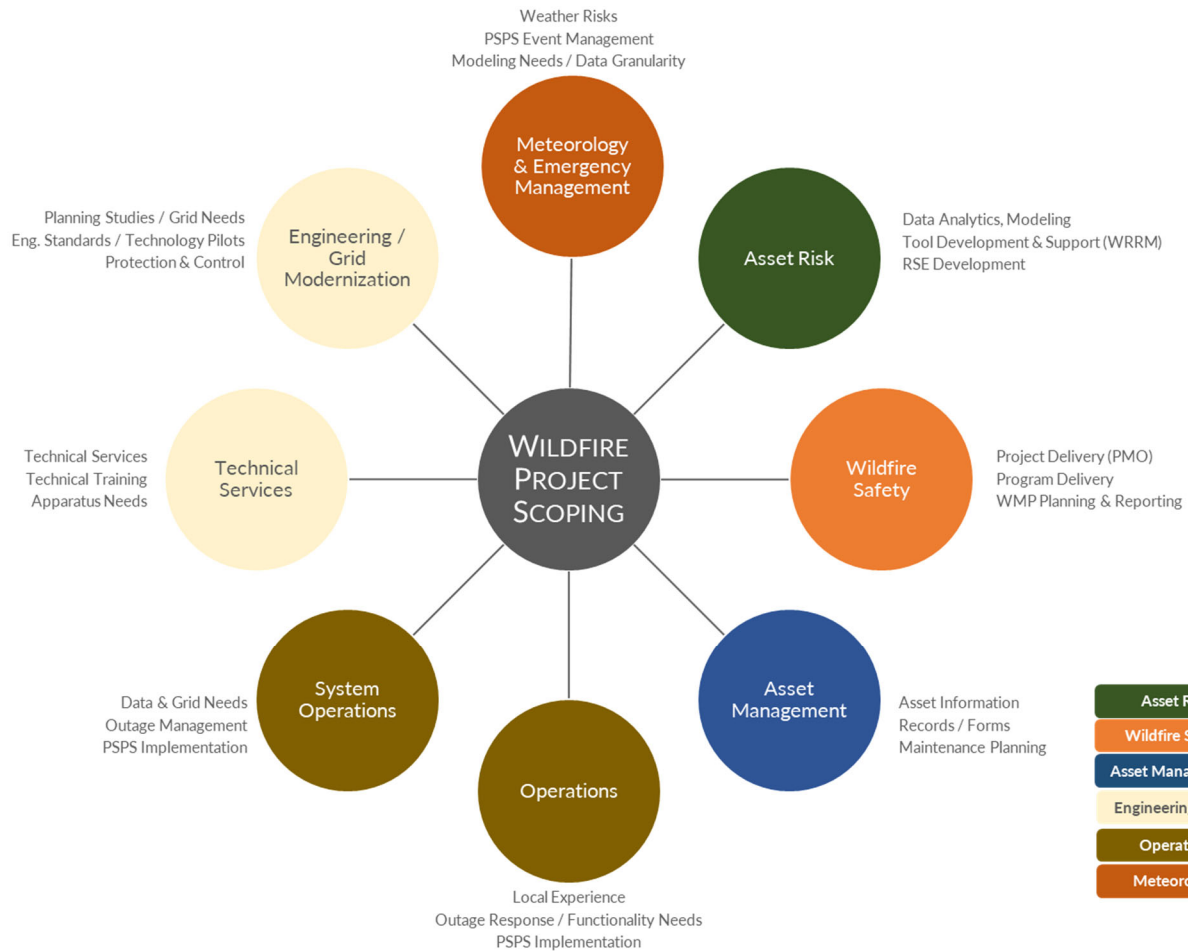 Weather Risks
PSPS Event Management
Modeling Needs / Data Granularity
Meteorology
& Emergency
Management
Planning Studies / Grid Needs
Eng. Standards / Technology Pilots
Protection & Control
Engineering /
Grid
Modernization
Asset Risk
Data Analytics, Modeling
Tool Development & Support (WRRM)
RSE Development
Technical Services
Technical Training
Apparatus Needs
Technical
Services
WILDFIRE
PROJECT
SCOPING
Wildfire
Safety
Project Delivery (PMO)
Program Delivery
WMP Planning & Reporting
Data & Grid Needs
Outage Management
PSPS Implementation
System
Operations
Operations
Local Experience
Outage Response / Functionality Needs
PSPS Implementation
Asset
Management
Asset Information
Records / Forms
Maintenance Planning
Asset
Wildfire
Asset